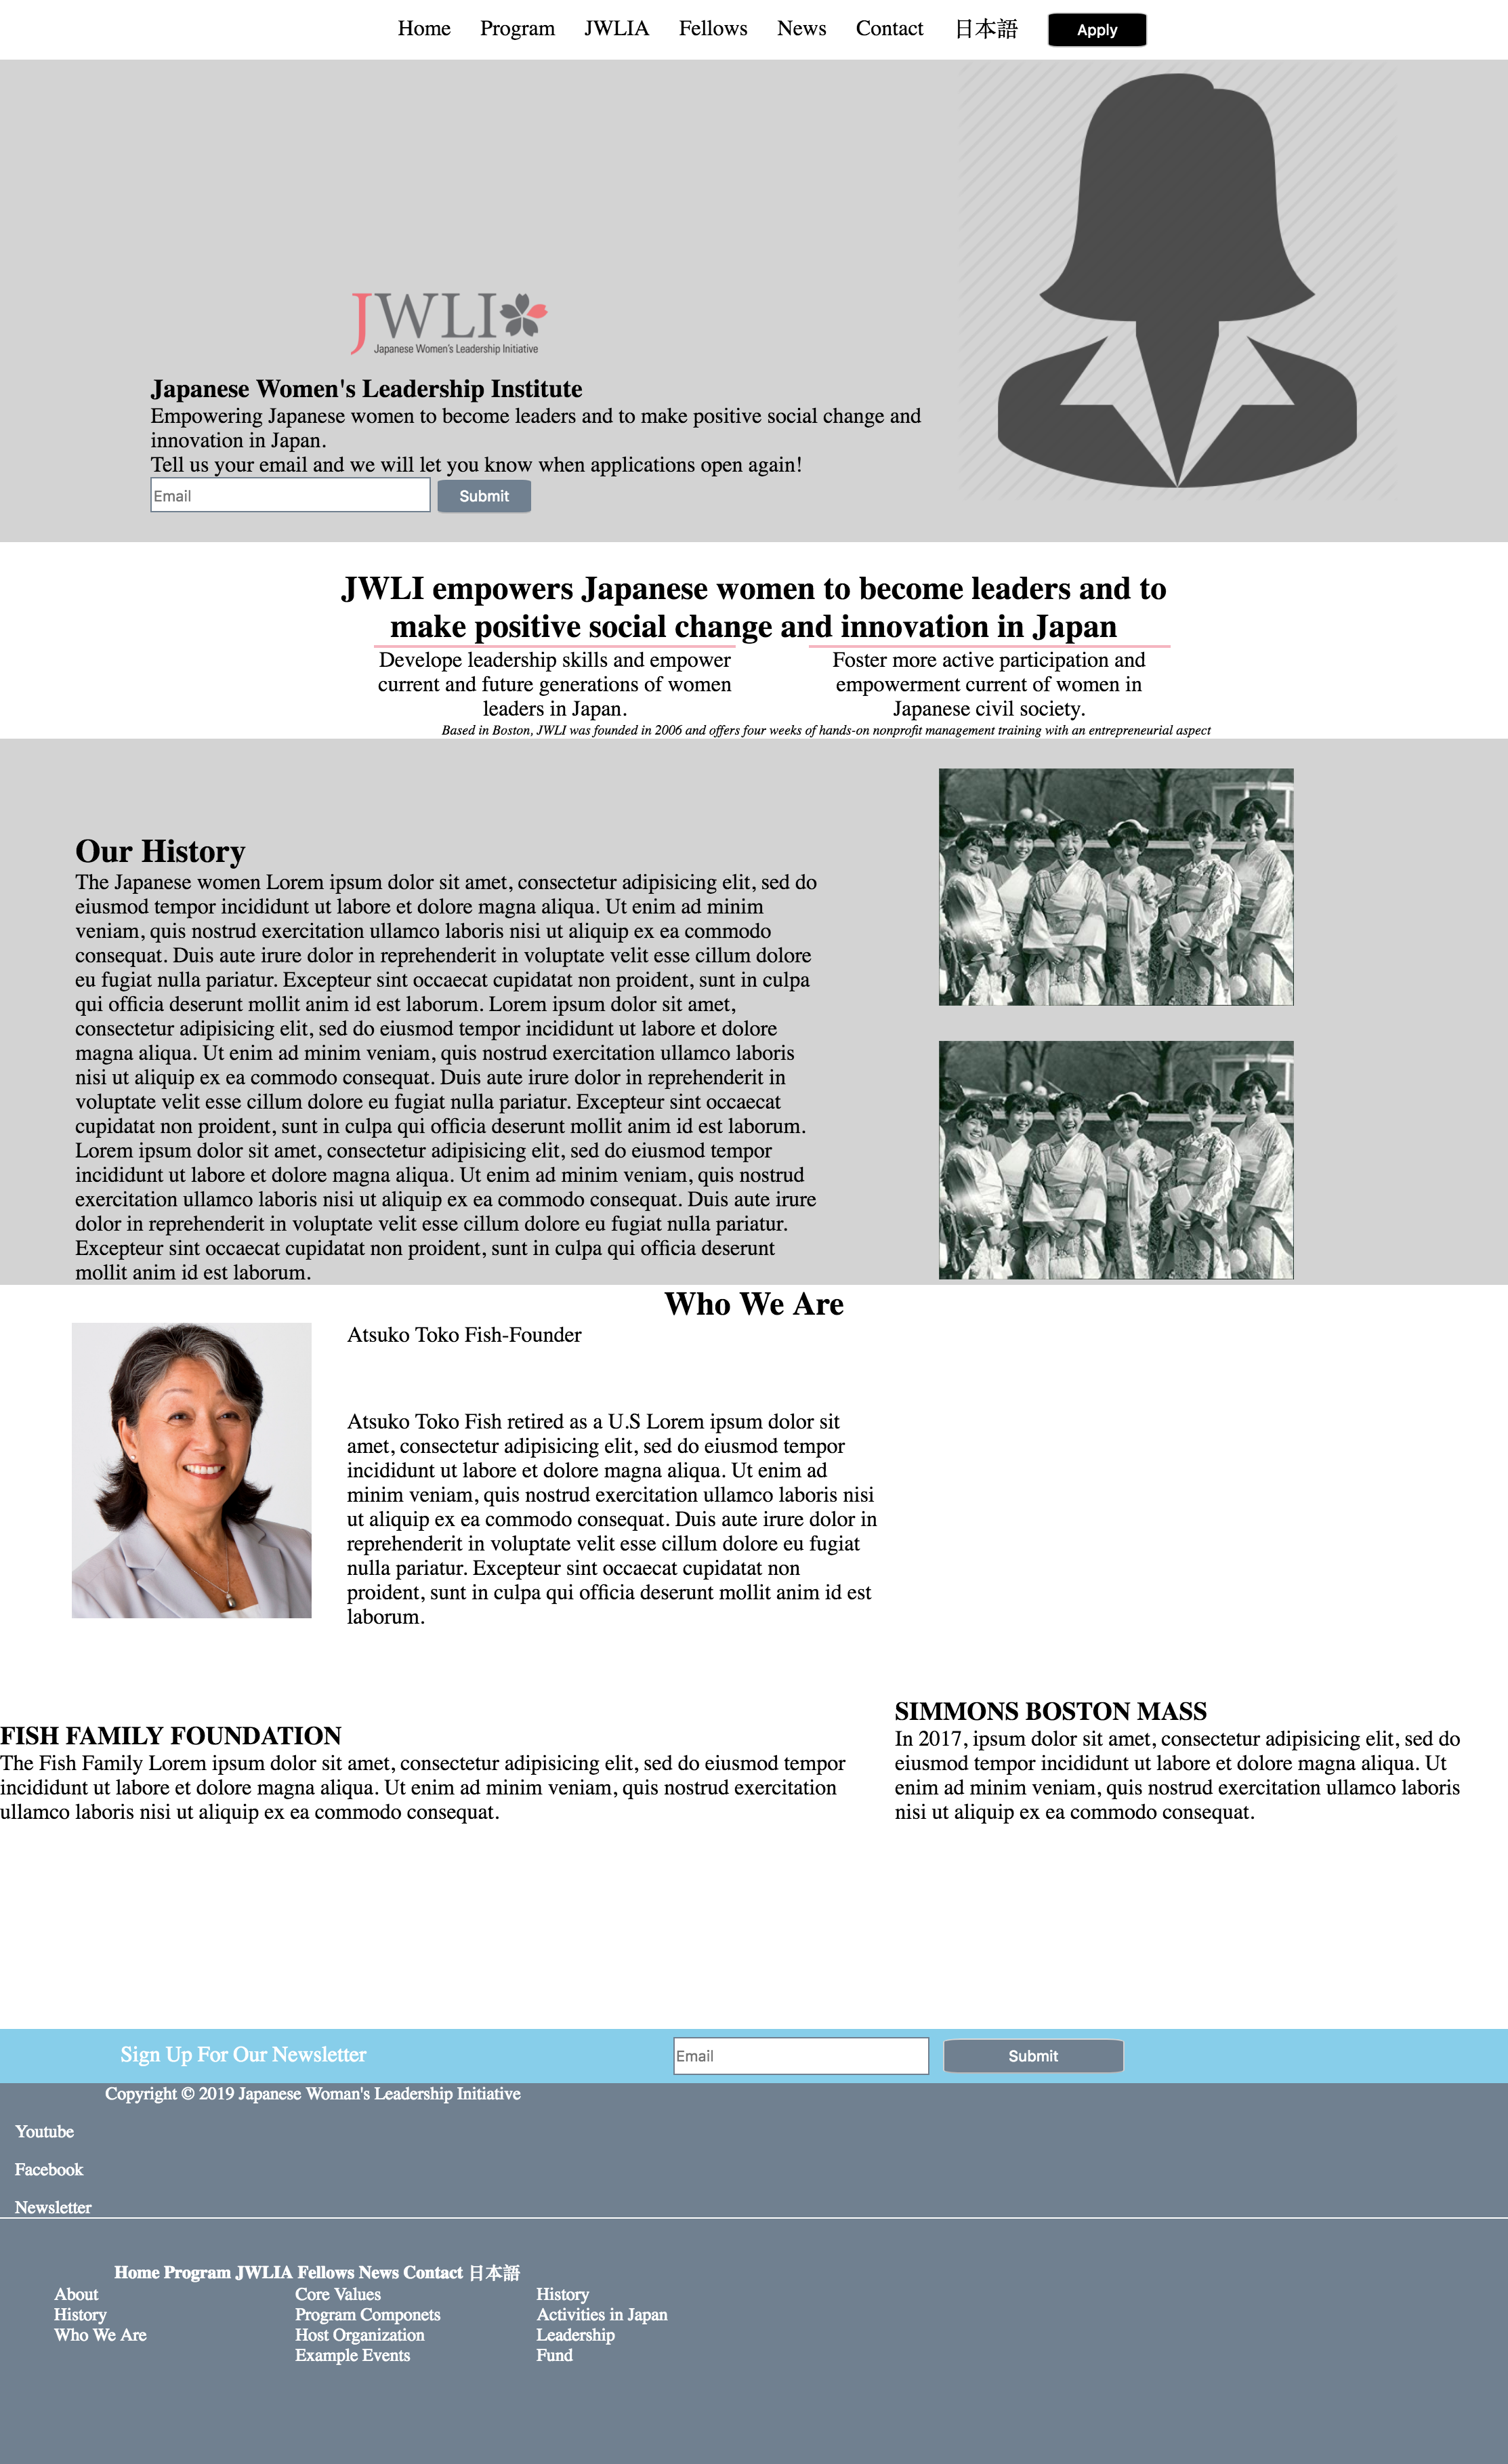 Home Program JWLIA Fellows News Contact 日本語 Apply
JWLI
Japanese Women's Leadership Initiative
Japanese Women's Leadership Institute
Empowering Japanese women to become leaders and to make positive social change and
innovation in Japan.
Tell us your email and we will let you know when applications open again!
Email Submit
JWLI empowers Japanese women to become leaders and to
make positive social change and innovation in Japan
Develope leadership skills and empower
current and future generations of women
leaders in Japan.
Foster more active participation and
empowerment current of women in
Japanese civil society.
Based in Boston, JWLI was founded in 2006 and offers four weeks of hands-on nonprofit management training with an entrepreneurial aspect
Our History
The Japanese women Lorem ipsum dolor sit amet, consectetur adipisicing elit, sed do
eiusmod tempor incididunt ut labore et dolore magna aliqua. Ut enim ad minim
veniam, quis nostrud exercitation ullamco laboris nisi ut aliquip ex ea commodo
consequat. Duis aute irure dolor in reprehenderit in voluptate velit esse cillum dolore
eu fugiat nulla pariatur. Excepteur sint occaecat cupidatat non proident, sunt in culpa
qui officia deserunt mollit anim id est laborum. Lorem ipsum dolor sit amet,
consectetur adipisicing elit, sed do eiusmod tempor incididunt ut labore et dolore
magna aliqua. Ut enim ad minim veniam, quis nostrud exercitation ullamco laboris
nisi ut aliquip ex ea commodo consequat. Duis aute irure dolor in reprehenderit in
voluptate velit esse cillum dolore eu fugiat nulla pariatur. Excepteur sint occaecat
cupidatat non proident, sunt in culpa qui officia deserunt mollit anim id est laborum.
Lorem ipsum dolor sit amet, consectetur adipisicing elit, sed do eiusmod tempor
incididunt ut labore et dolore magna aliqua. Ut enim ad minim veniam, quis nostrud
exercitation ullamco laboris nisi ut aliquip ex ea commodo consequat. Duis aute irure
dolor in reprehenderit in voluptate velit esse cillum dolore eu fugiat nulla pariatur.
Excepteur sint occaecat cupidatat non proident, sunt in culpa qui officia deserunt
mollit anim id est laborum.
Who We Are
Atsuko Toko Fish-Founder
Atsuko Toko Fish retired as a U.S Lorem ipsum dolor sit
amet, consectetur adipisicing elit, sed do eiusmod tempor
incididunt ut labore et dolore magna aliqua. Ut enim ad
minim veniam, quis nostrud exercitation ullamco laboris nisi
ut aliquip ex ea commodo consequat. Duis aute irure dolor in
reprehenderit in voluptate velit esse cillum dolore eu fugiat
nulla pariatur. Excepteur sint occaecat cupidatat non
proident, sunt in culpa qui officia deserunt mollit anim id est
laborum.
FISH FAMILY FOUNDATION
The Fish Family Lorem ipsum dolor sit amet, consectetur adipisicing elit, sed do eiusmod tempor
incididunt ut labore et dolore magna aliqua. Ut enim ad minim veniam, quis nostrud exercitation
ullamco laboris nisi ut aliquip ex ea commodo consequat.
SIMMONS BOSTON MASS
In 2017, ipsum dolor sit amet, consectetur adipisicing elit, sed do
eiusmod tempor incididunt ut labore et dolore magna aliqua. Ut
enim ad minim veniam, quis nostrud exercitation ullamco laboris
nisi ut aliquip ex ea commodo consequat.
Sign Up For Our Newsletter Email Submit
Copyright © 2019 Japanese Woman's Leadership Initiative
Youtube
Facebook
Newsletter
Home Program JWLIA Fellows News Contact 日本語
About
History
Who We Are
Core Values
Program Componets
Host Organization
Example Events
History
Activities in Japan
Leadership
Fund